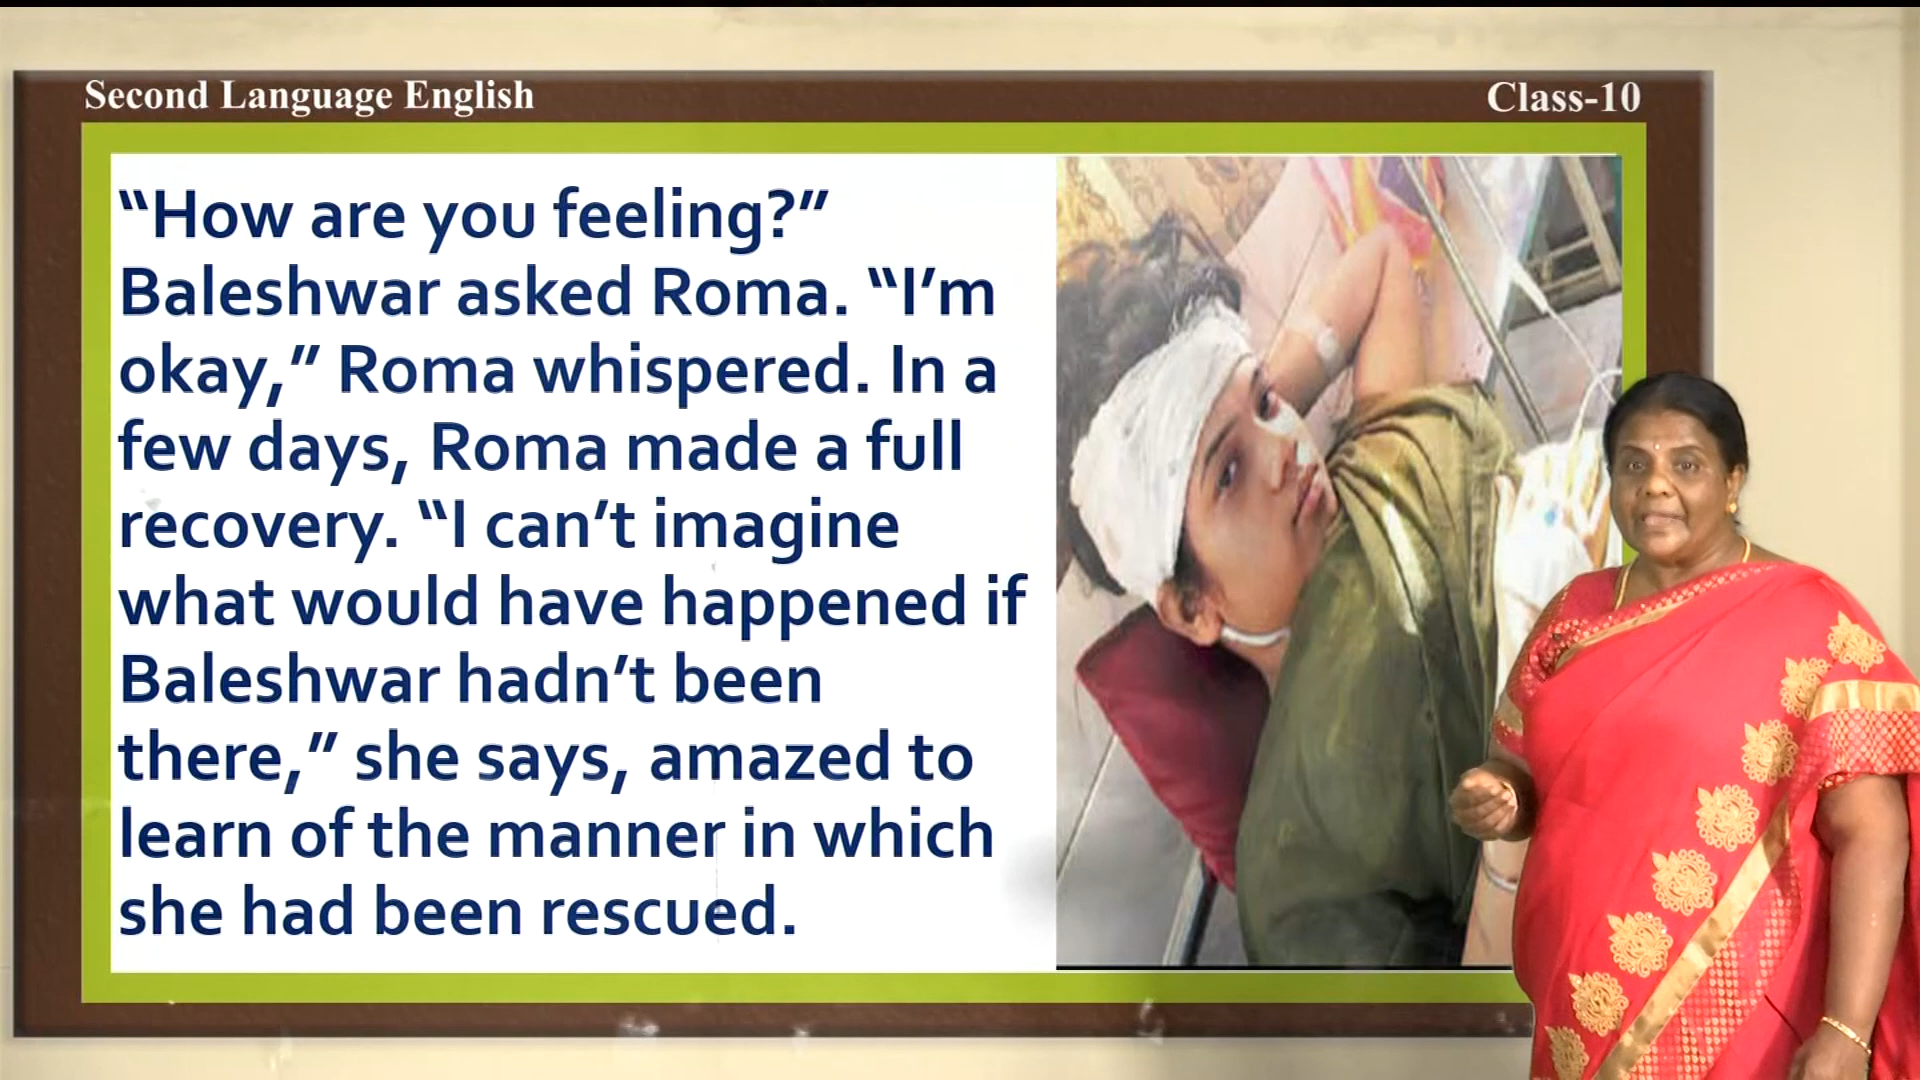 Second Language English
Class-10
“How are you feeling?”
Baleshwar asked Roma. “I’m
okay,” Roma whispered. In a
few days, Roma made a full
recovery. “I can’t imagine
what would have happened if
Baleshwar hadn’t been
there,” she says, amazed to
learn of the manner in which
she had been rescued.